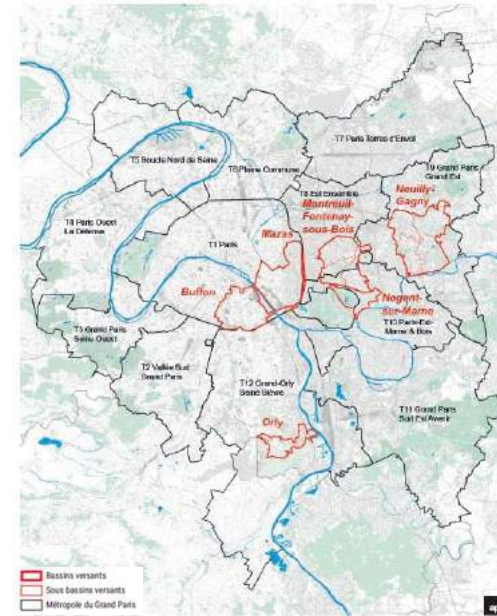 T7 Paris Terres d'Envol
T5 Boucle Nord de Seine
T6 Plaine Commune
T9 Grand Paris
Grand Est
T8 Est Ensemble
Neuilly-
Gagny
Montreuil-
Fontenay-
sous-Bois
T4 Paris Ouest
La Défense
T1 Paris
Mazas
Buffon
Nogent-
sur-Marne
T10 Paris-Est-
Marne & Bois
T3 Grand Paris
Seine Ouest
T2 Vallée Sud
Grand Paris
T12 Grand-Orly
Seine Bièvre
T11 Grand Paris
Sud Est Avenir
Orly
Bassins versants
Sous bassins versants
Métropole du Grand Paris